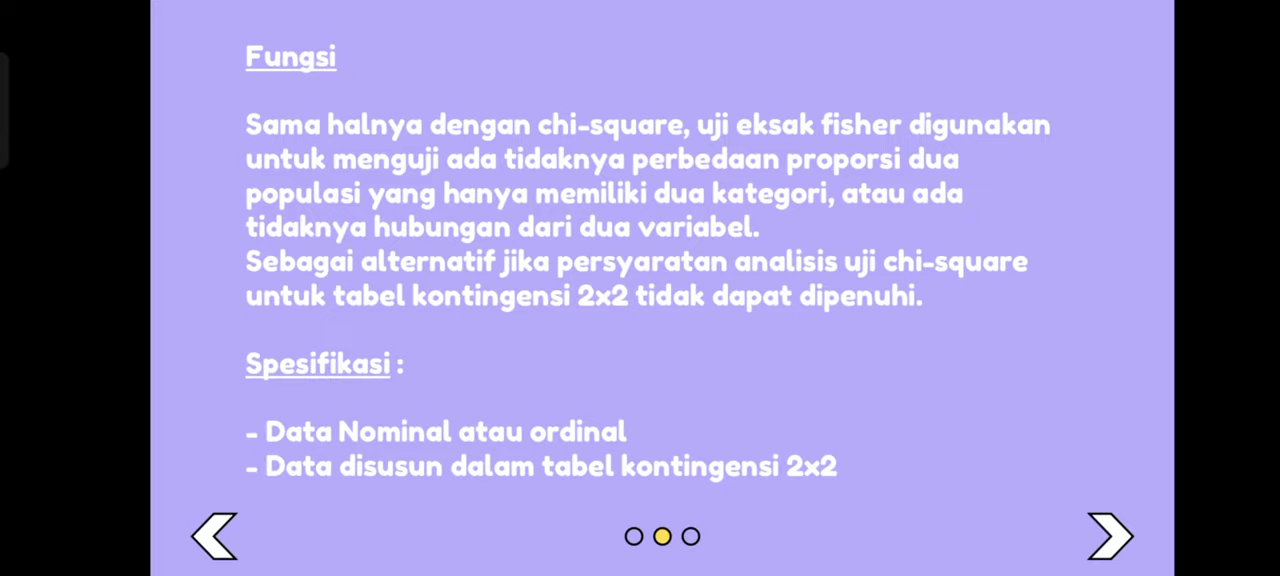 Fungsi
Sama halnya dengan chi-square, uji eksak fisher digunakan
untuk menguji ada tidaknya perbedaan proporsi dua
populasi yang hanya memiliki dua kategori, atau ada
tidaknya hubungan dari dua variabel.
Sebagai alternatif jika persyaratan analisis uji chi-square
untuk tabel kontingensi 2x2 tidak dapat dipenuhi.
Spesifikasi :
- Data Nominal atau ordinal
- Data disusun dalam tabel kontingensi 2x2